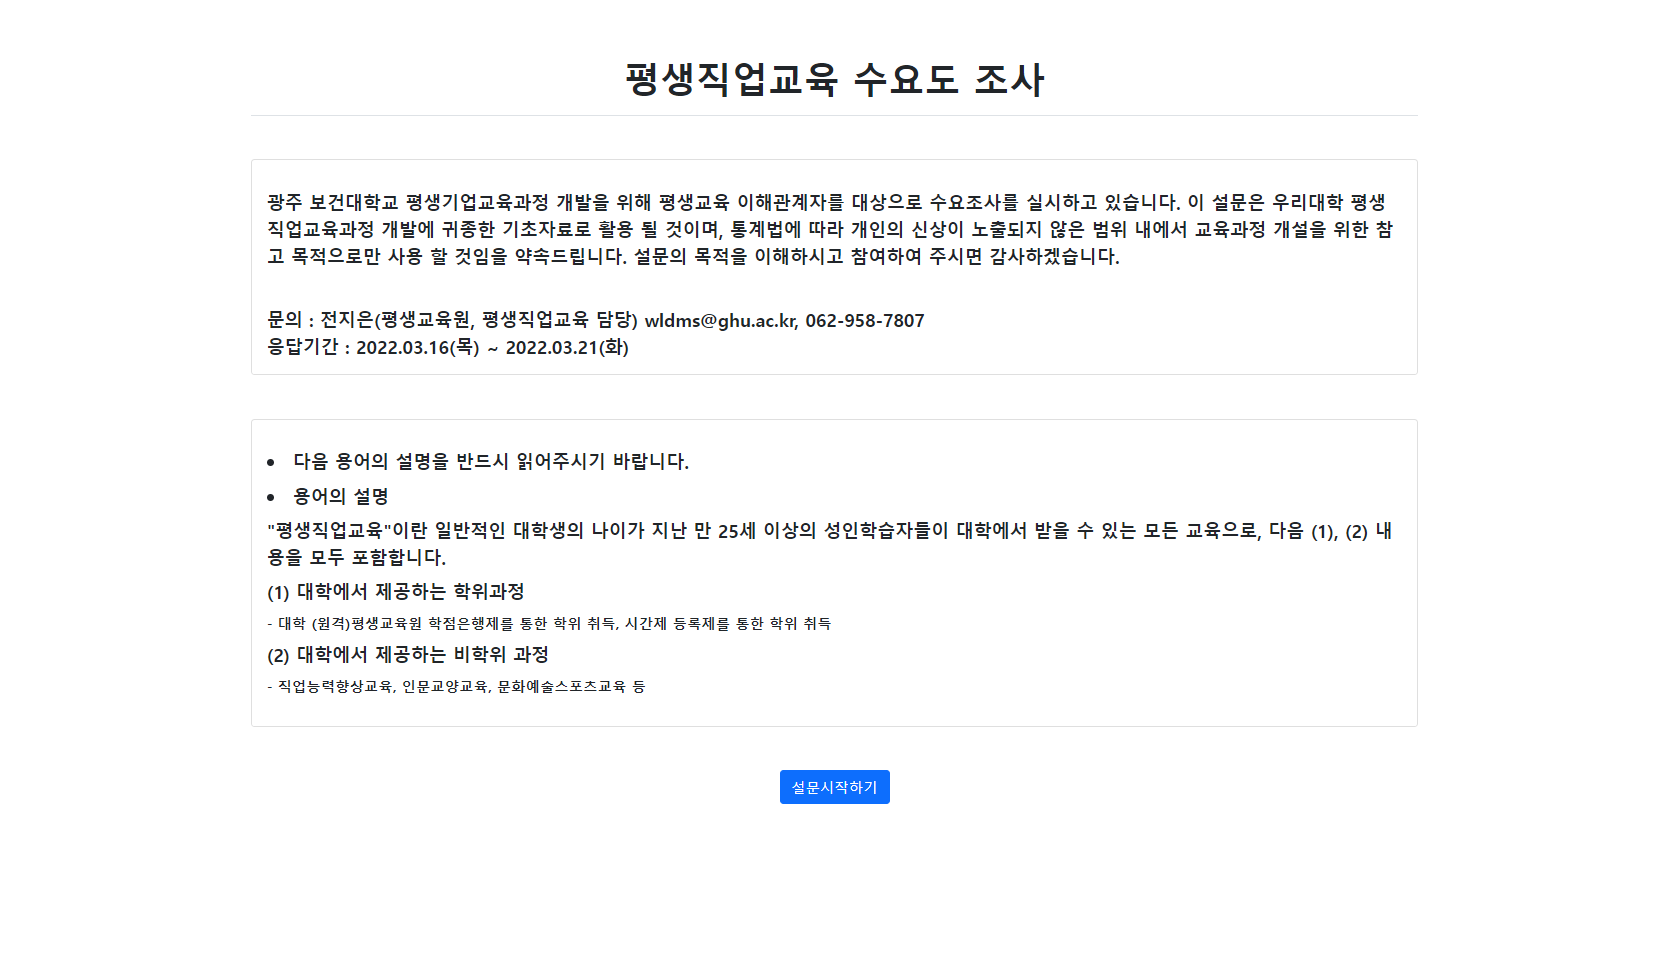 평생직업교육 수요도 조사
광주 보건대학교 평생기업교육과정 개발을 위해 평생교육 이해관계자를 대상으로 수요조사를 실시하고 있습니다. 이 설문은 우리대학 평생
직업교육과정 개발에 귀종한 기초자료로 활용 될 것이며, 통계법에 따라 개인의 신상이 노출되지 않은 범위 내에서 교육과정 개설을 위한 참
고 목적으로만 사용 할 것임을 약속드립니다. 설문의 목적을 이해하시고 참여하여 주시면 감사하겠습니다.
문의 : 전지은(평생교육원, 평생직업교육 담당) wldms@ghu.ac.kr, 062-958-7807
응답기간 : 2022.03.16(목) ~ 2022.03.21(화)
• 다음 용어의 설명을 반드시 읽어주시기 바랍니다.
• 용어의 설명
"평생직업교육"이란 일반적인 대학생의 나이가 지난 만 25세 이상의 성인학습자들이 대학에서 받을 수 있는 모든 교육으로, 다음 (1), (2) 내
용을 모두 포함합니다.
(1) 대학에서 제공하는 학위과정
- 대학 (원격)평생교육원 학점은행제를 통한 학위 취득, 시간제 등록제를 통한 학위 취득
(2) 대학에서 제공하는 비학위 과정
- 직업능력향상교육, 인문교양교육, 문화예술스포츠교육 등
설문시작하기